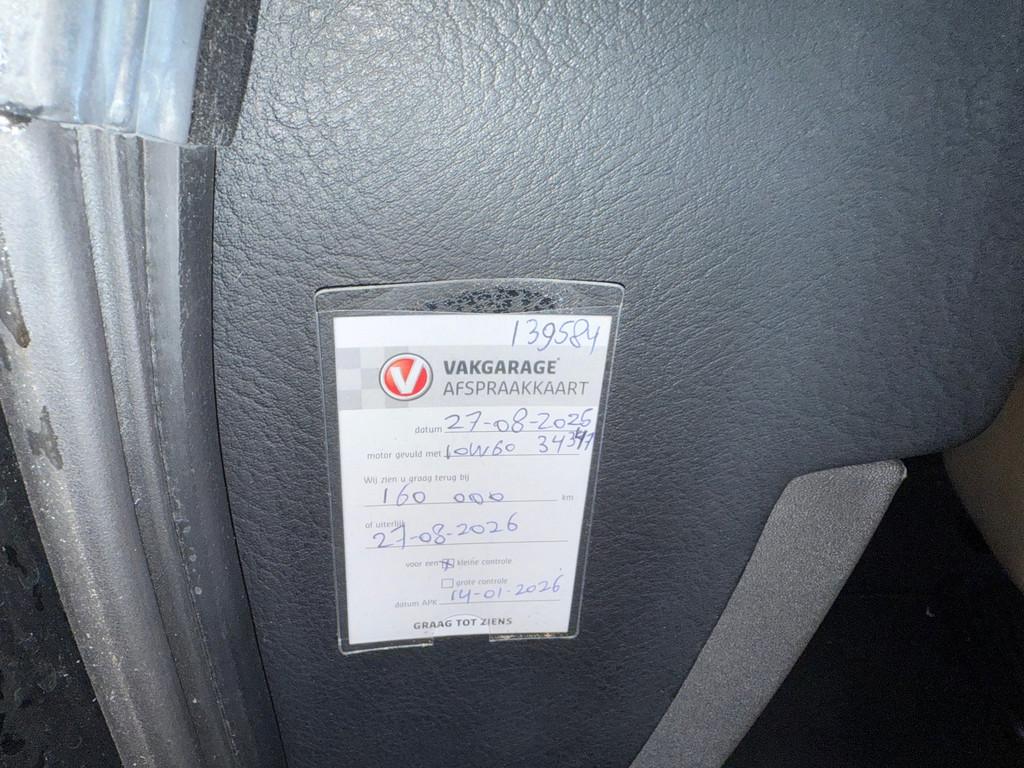 139584
V
VAKGARAGE
AFSPRAAKKAART
datum 27-08-2025
motor gevuld met 10W60
Wij zien u graag terug bij
160 000 km
of uiterlijk
27-08-2026
voor een kleine controle
grote controle
datum APK 14-01-2026
GRAAG TOT ZIENS